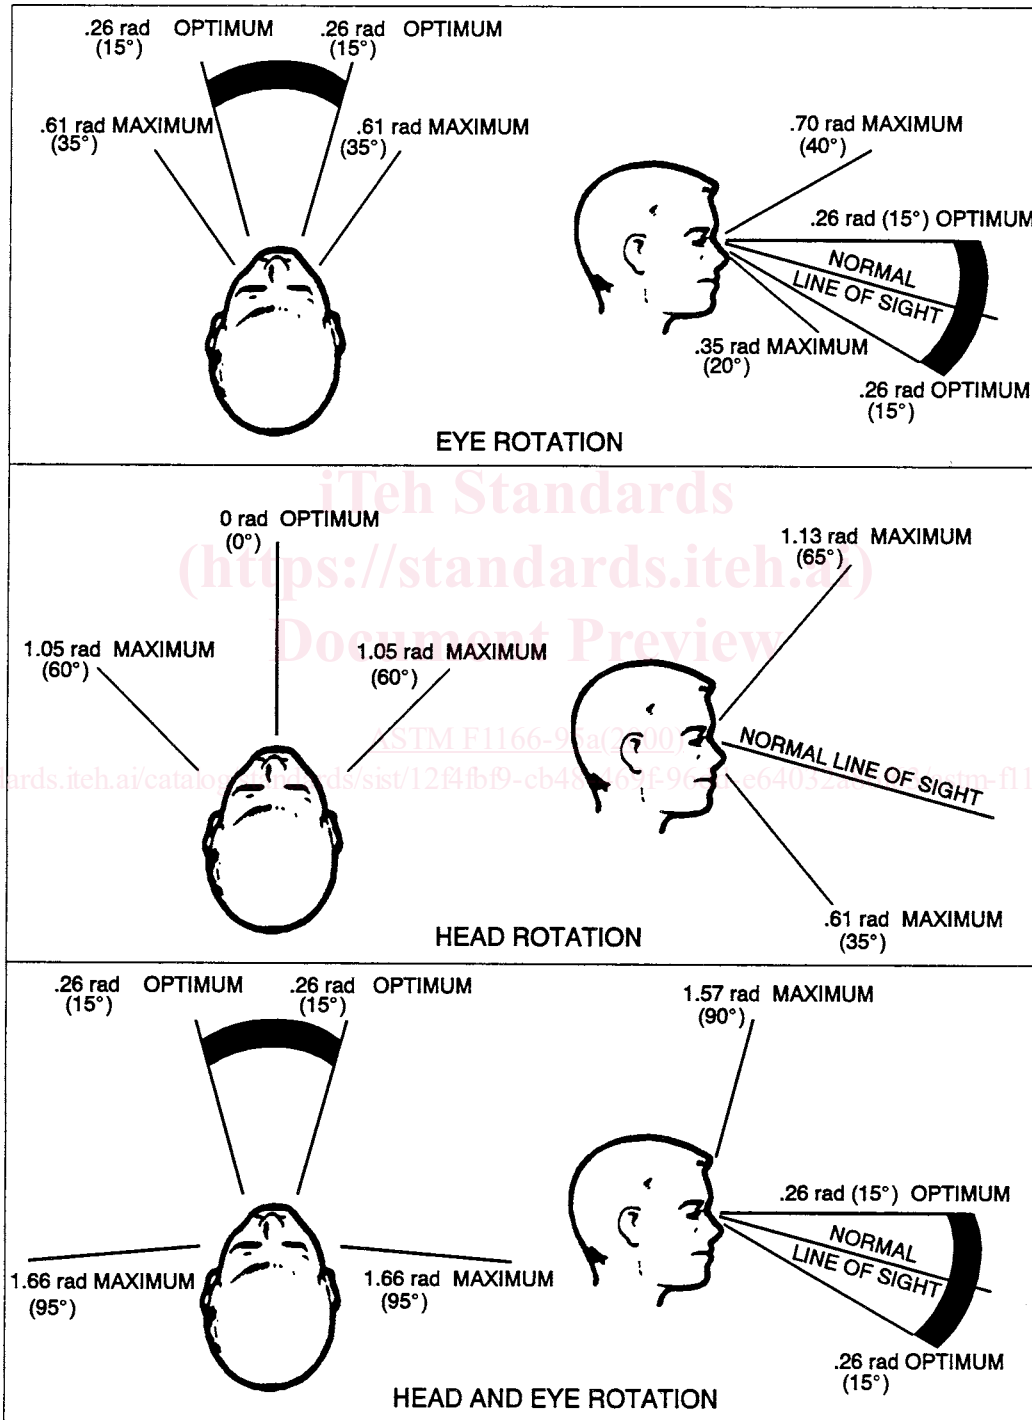 .26 rad OPTIMUM
(15°)
.26 rad OPTIMUM
(15°)
.61 rad MAXIMUM
(35°)
.61 rad MAXIMUM
(35°)
.70 rad MAXIMUM
(40°)
.26 rad (15°) OPTIMUM
NORMAL
LINE OF SIGHT
.35 rad MAXIMUM
(20°)
.26 rad OPTIMUM
(15°)
EYE ROTATION
iTeh Standards
(https://standards.iteh.ai)
Document Preview
0 rad OPTIMUM
(0°)
1.05 rad MAXIMUM
(60°)
1.05 rad MAXIMUM
(60°)
1.13 rad MAXIMUM
(65°)
NORMAL LINE OF SIGHT
.61 rad MAXIMUM
(35°)
HEAD ROTATION
.26 rad OPTIMUM
(15°)
.26 rad OPTIMUM
(15°)
1.66 rad MAXIMUM
(95°)
1.66 rad MAXIMUM
(95°)
1.57 rad MAXIMUM
(90°)
.26 rad (15°) OPTIMUM
NORMAL
LINE OF SIGHT
.26 rad OPTIMUM
(15°)
HEAD AND EYE ROTATION